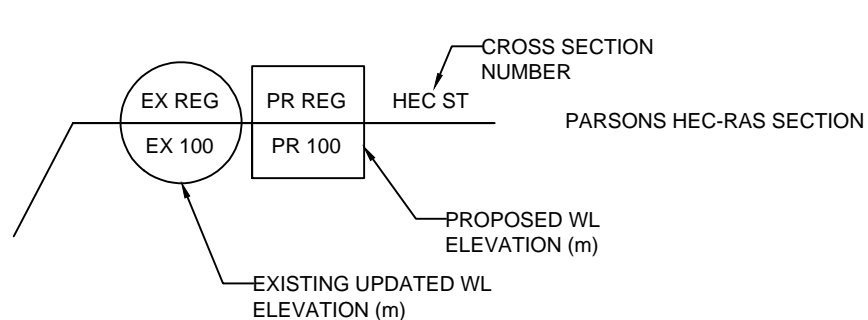 CROSS SECTION
NUMBER
EX REG
PR REG
HEC ST
PARSONS HEC-RAS SECTION
EX 100
PR 100
PROPOSED WL
ELEVATION (m)
EXISTING UPDATED WL
ELEVATION (m)